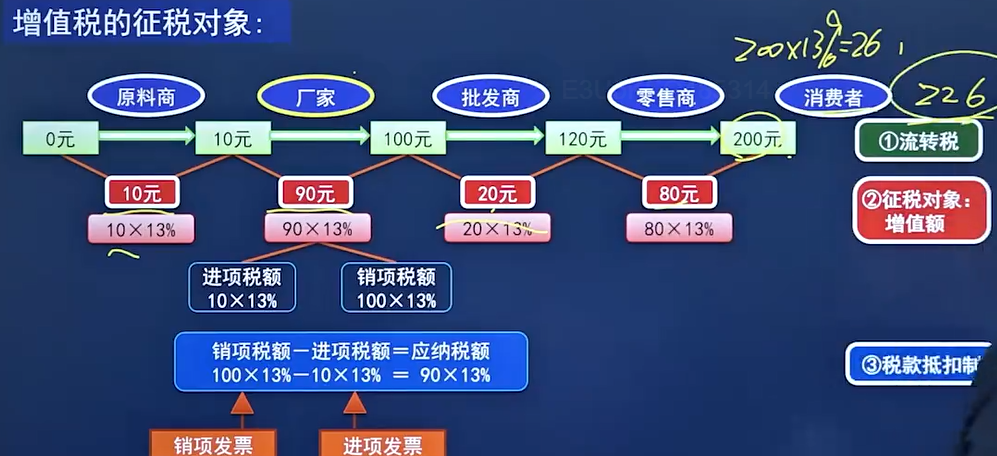 增值税的征税对象：
200×13%=26
原料商 厂家 批发商 零售商 消费者 226
0元 10元 100元 120元 200元 ①流转税
10元 90元 20元 80元 ②征税对象：
增值额
10×13% 90×13% 20×13% 80×13%
进项税额 销项税额
10×13% 100×13%
销项税额－进项税额＝应纳税额
100×13%－10×13% ＝ 90×13%
③税款抵扣制
销项发票 进项发票